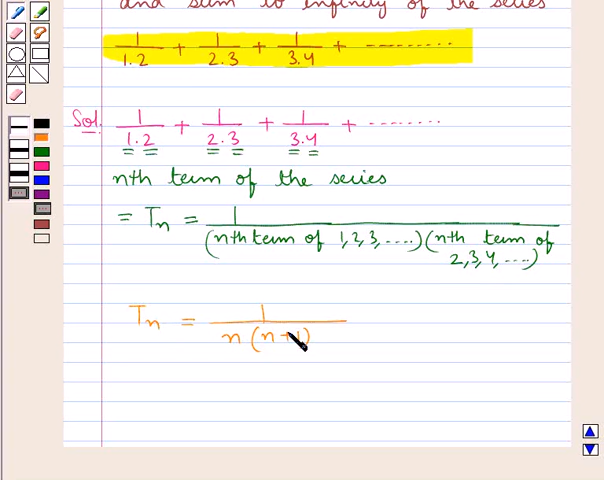 and sum to infinity of the series
1/1.2 + 1/2.3 + 1/3.4 + ..........
Sol. 1/1.2 + 1/2.3 + 1/3.4 + ........
nth term of the series
= Tn = 1/(nth term of 1,2,3,....)(nth term of 2,3,4,....)
Tn = 1/n(n+1)